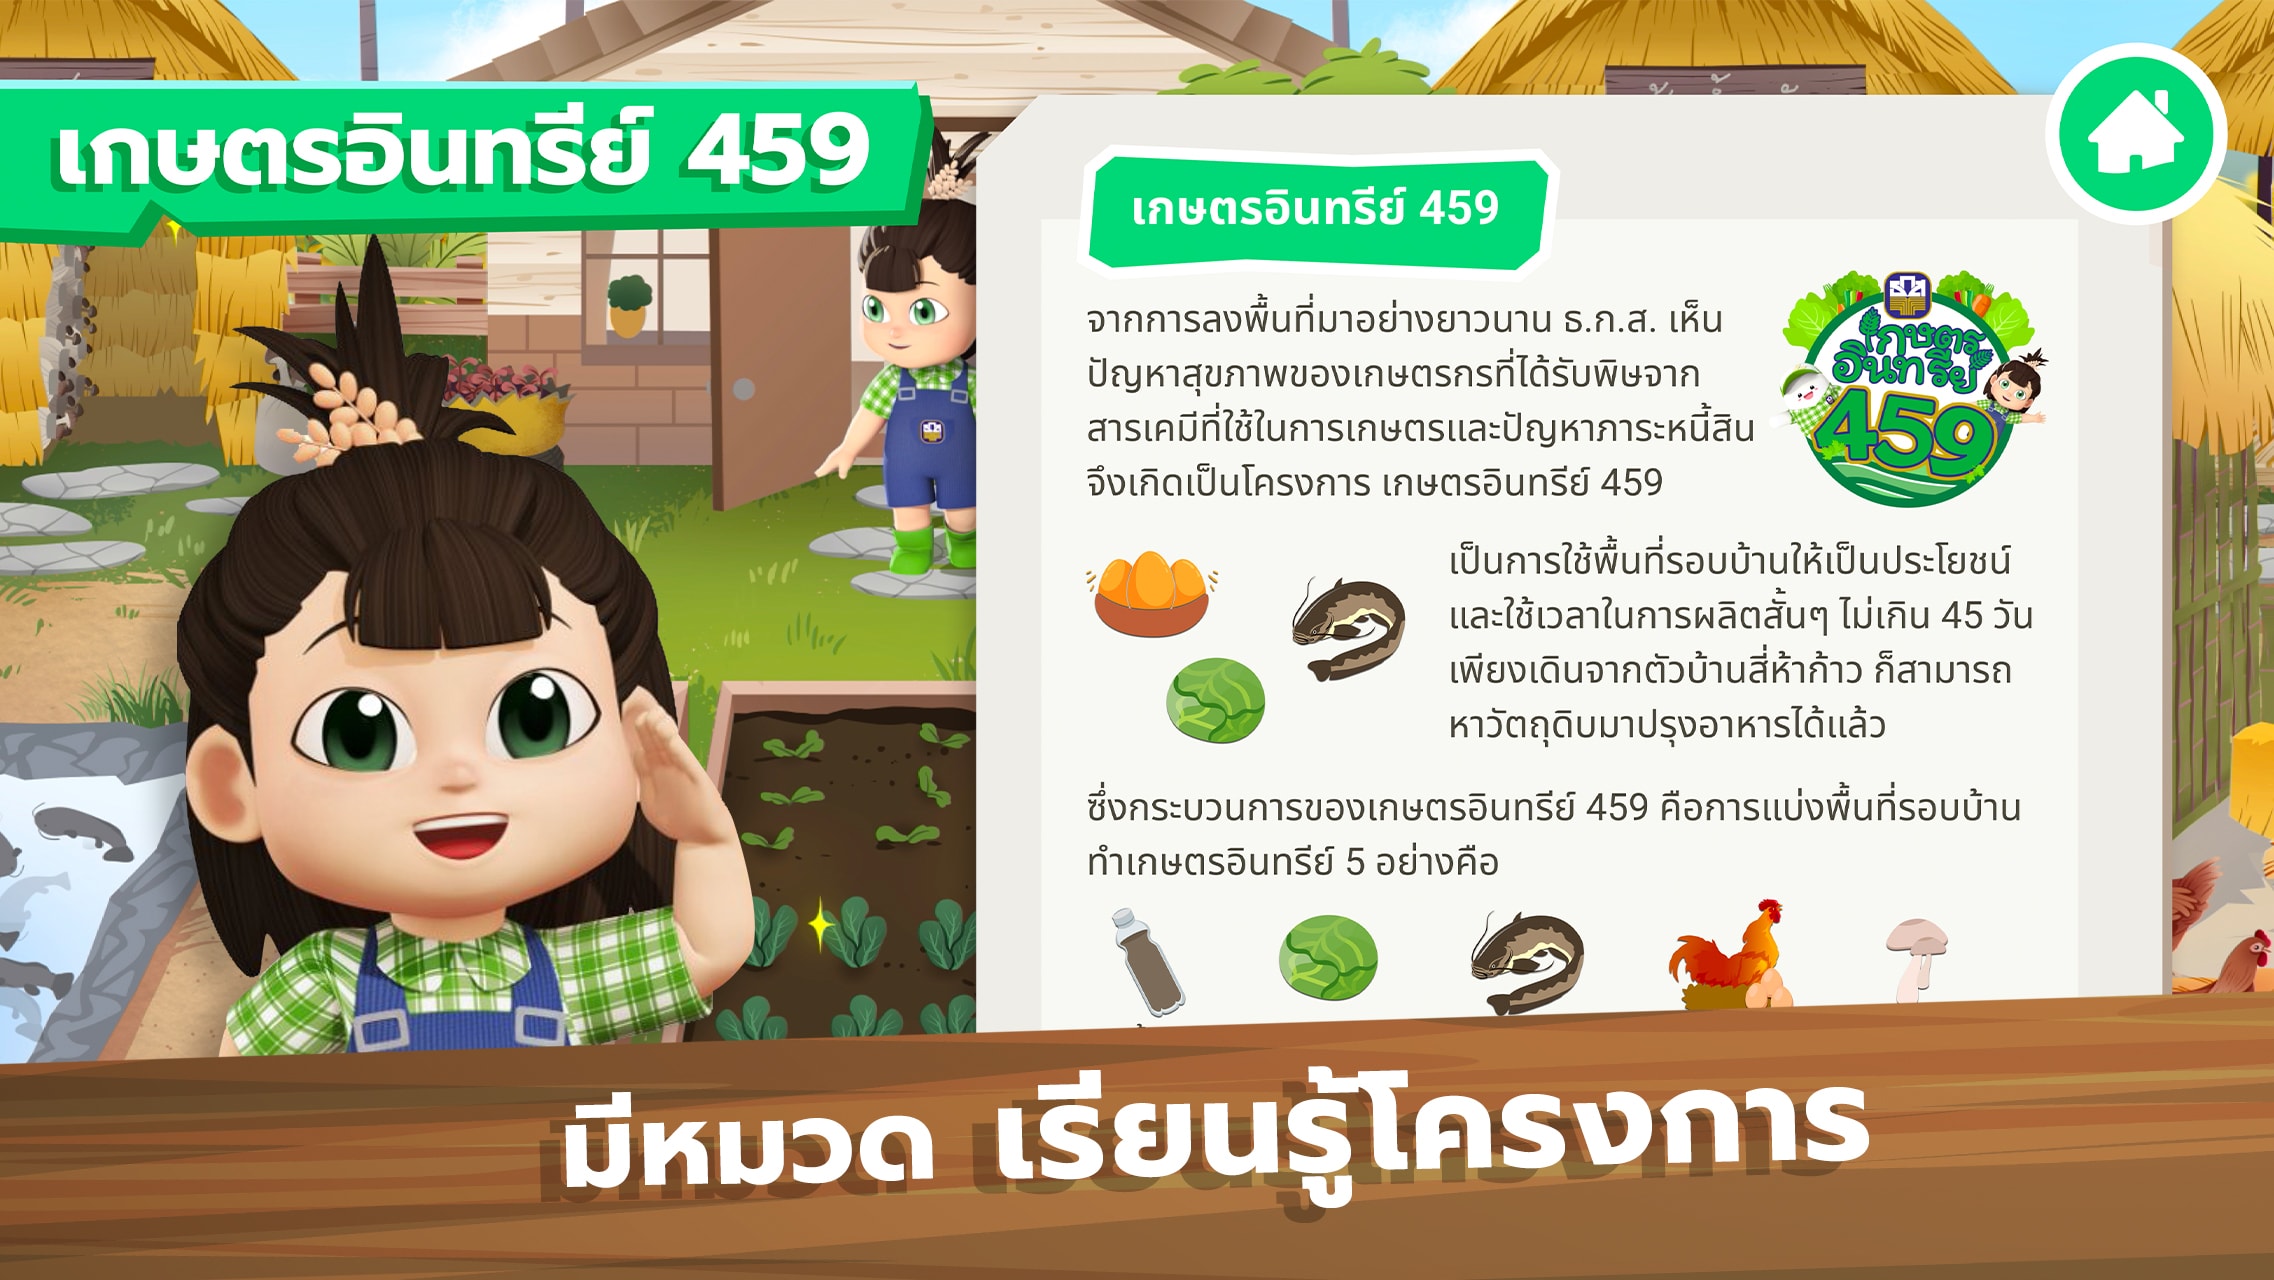 เกษตรอินทรีย์ 459
เกษตรอินทรีย์ 459
จากการลงพื้นที่มาอย่างยาวนาน ธ.ก.ส. เห็น
ปัญหาสุขภาพของเกษตรกรที่ได้รับพิษจาก
สารเคมีที่ใช้ในการเกษตรและปัญหาภาระหนี้สิน
จึงเกิดเป็นโครงการ เกษตรอินทรีย์ 459
เกษตร
อินทรีย์
459
เป็นการใช้พื้นที่รอบบ้านให้เป็นประโยชน์
และใช้เวลาในการผลิตสั้นๆ ไม่เกิน 45 วัน
เพียงเดินจากตัวบ้านสี่ห้าก้าว ก็สามารถ
หาวัตถุดิบมาปรุงอาหารได้แล้ว
ซึ่งกระบวนการของเกษตรอินทรีย์ 459 คือการแบ่งพื้นที่รอบบ้าน
ทำเกษตรอินทรีย์ 5 อย่างคือ
มีหมวด เรียนรู้โครงการ